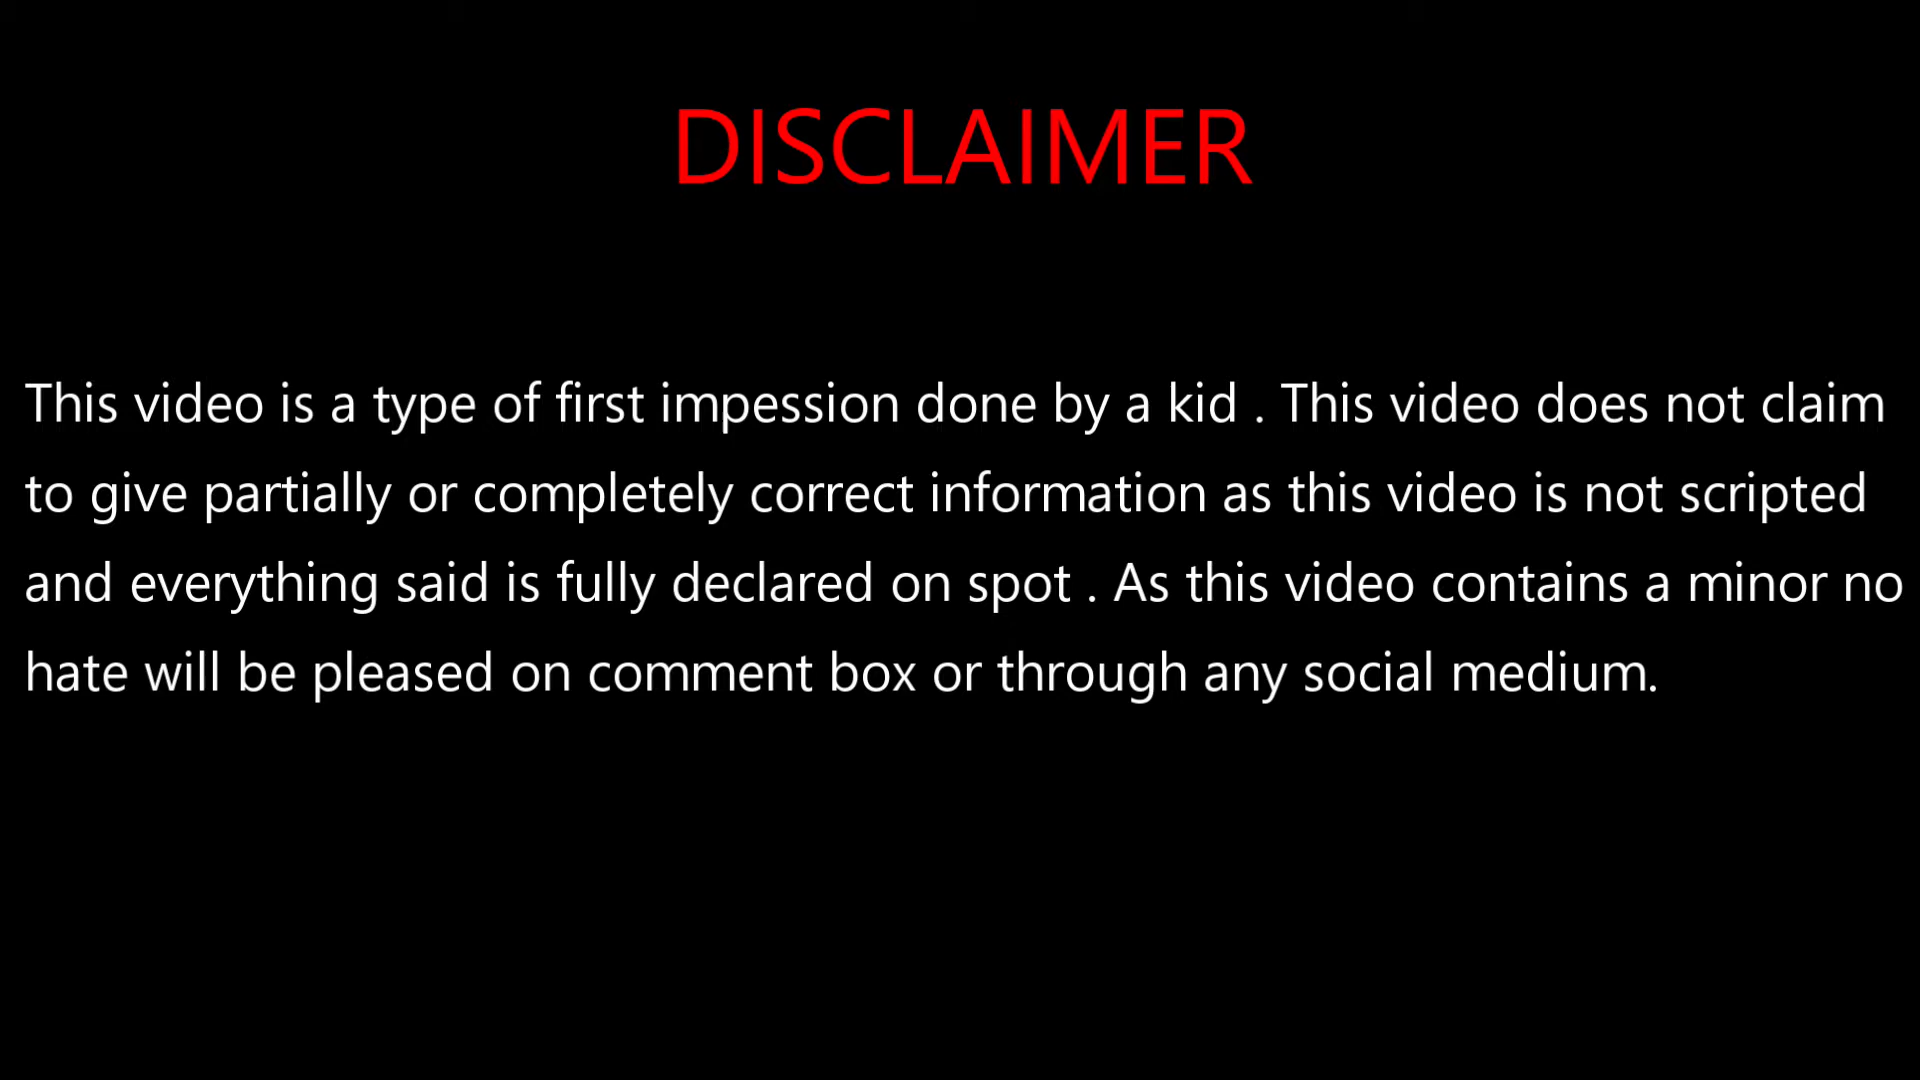 DISCLAIMER
This video is a type of first impession done by a kid . This video does not claim
to give partially or completely correct information as this video is not scripted
and everything said is fully declared on spot . As this video contains a minor no
hate will be pleased on comment box or through any social medium.